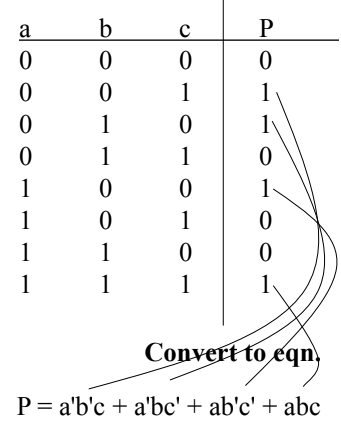 a b c P
0 0 0 0
0 0 1 1
0 1 0 1
0 1 1 0
1 0 0 1
1 0 1 0
1 1 0 0
1 1 1 1
Convert to eqn.
P = a'b'c + a'bc' + ab'c' + abc